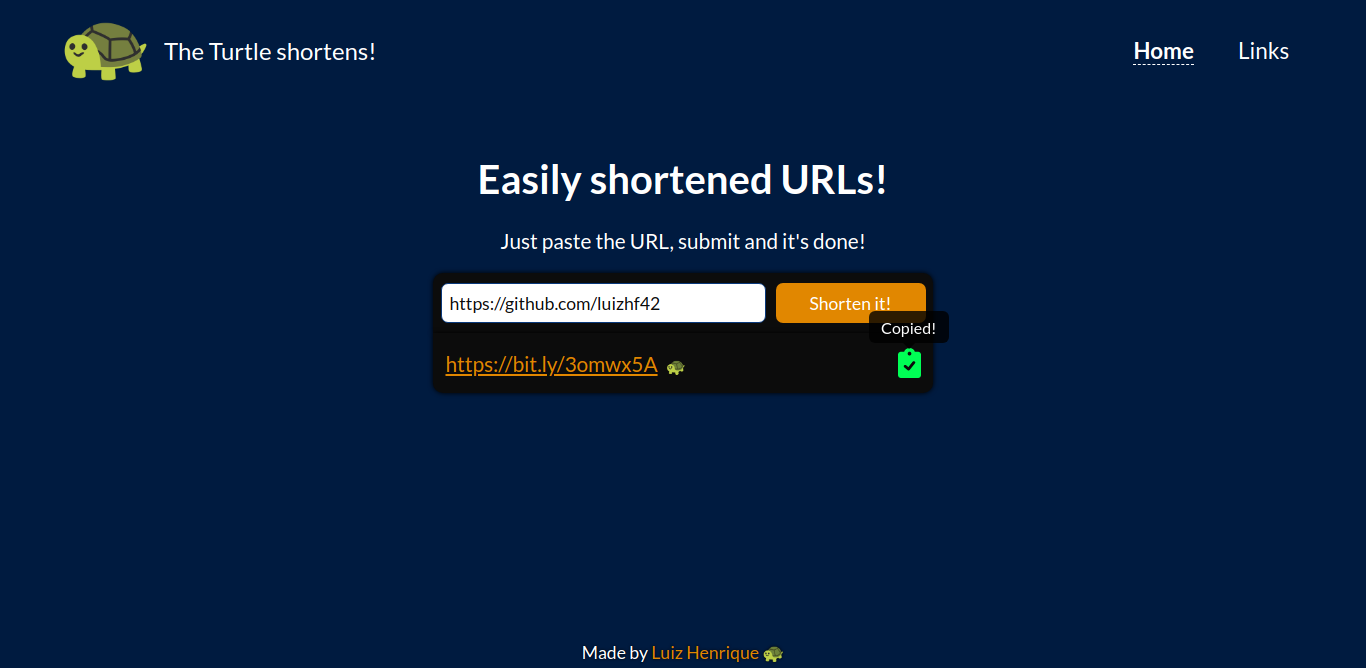 The Turtle shortens!
Home
Links
Easily shortened URLs!
Just paste the URL, submit and it's done!
https://github.com/luizhf42
Shorten it!
Copied!
https://bit.ly/3omwx5A
Made by Luiz Henrique